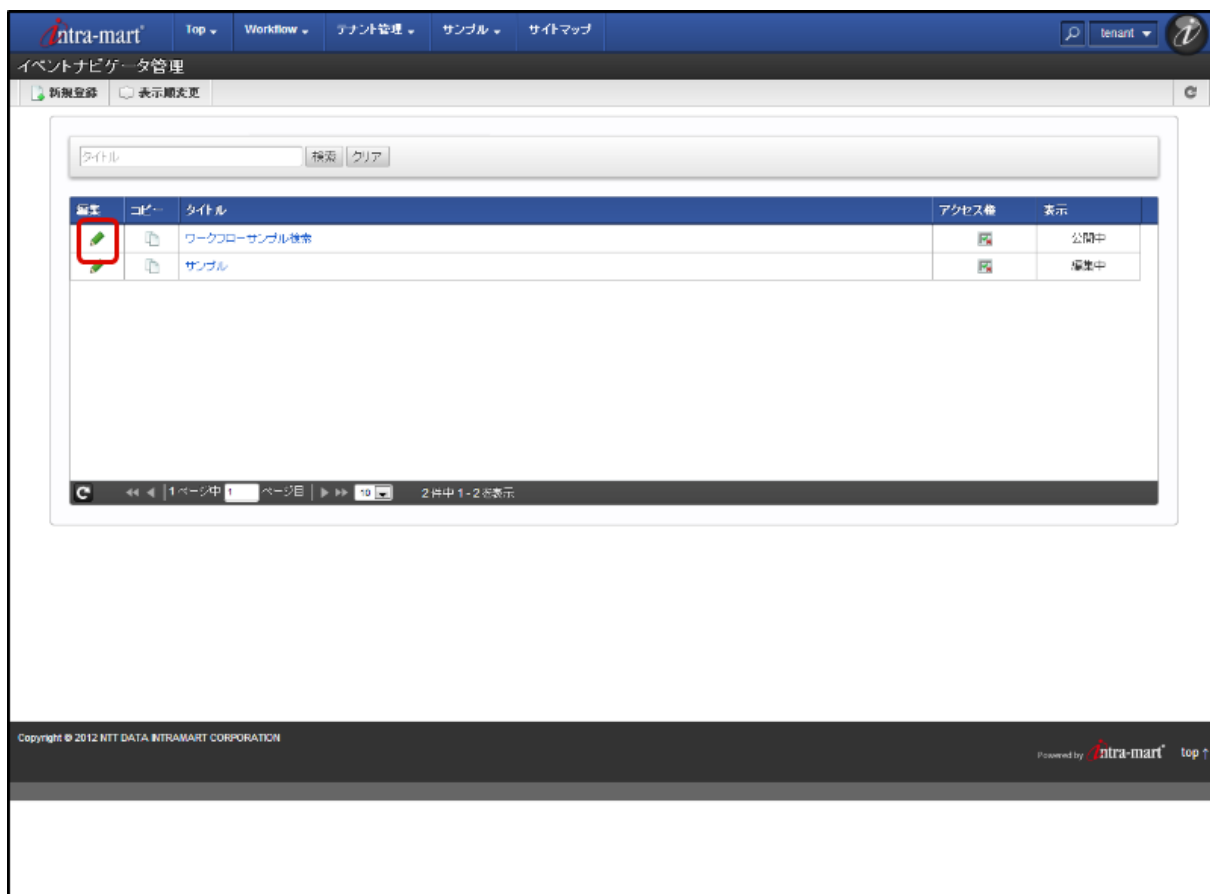 intra-mart Top Workflow テナント管理 サンプル サイトマップ tenant
イベントナビゲータ管理
新規登録 表示順変更
タイトル 検索 クリア
編集 コピー タイトル アクセス権 表示
ワークフローサンプル検索 公開中
サンプル 編集中
1ページ中 1 ページ目 10 2件中 1 - 2 を表示
Copyright © 2012 NTT DATA INTRAMART CORPORATION
Powered by intra-mart top ↑